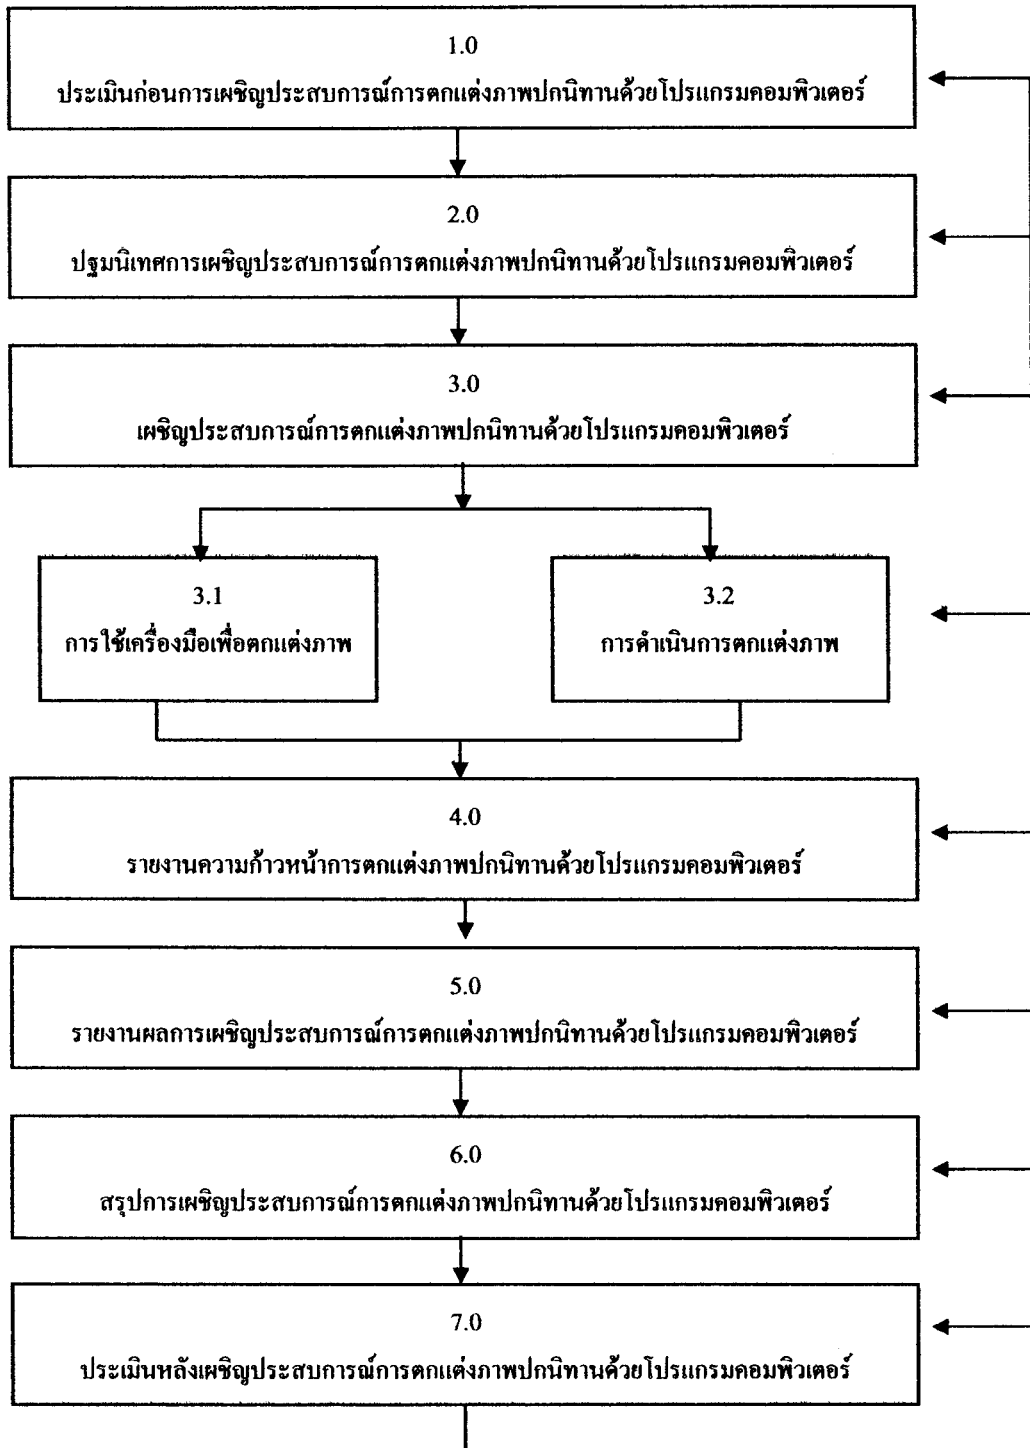 1.0
ประเมินก่อนการเผชิญประสบการณ์การตกแต่งภาพปกนิทานด้วยโปรแกรมคอมพิวเตอร์
2.0
ปฐมนิเทศการเผชิญประสบการณ์การตกแต่งภาพปกนิทานด้วยโปรแกรมคอมพิวเตอร์
3.0
เผชิญประสบการณ์การตกแต่งภาพปกนิทานด้วยโปรแกรมคอมพิวเตอร์
3.1
การใช้เครื่องมือเพื่อตกแต่งภาพ
3.2
การดำเนินการตกแต่งภาพ
4.0
รายงานความก้าวหน้าการตกแต่งภาพปกนิทานด้วยโปรแกรมคอมพิวเตอร์
5.0
รายงานผลการเผชิญประสบการณ์การตกแต่งภาพปกนิทานด้วยโปรแกรมคอมพิวเตอร์
6.0
สรุปการเผชิญประสบการณ์การตกแต่งภาพปกนิทานด้วยโปรแกรมคอมพิวเตอร์
7.0
ประเมินหลังเผชิญประสบการณ์การตกแต่งภาพปกนิทานด้วยโปรแกรมคอมพิวเตอร์